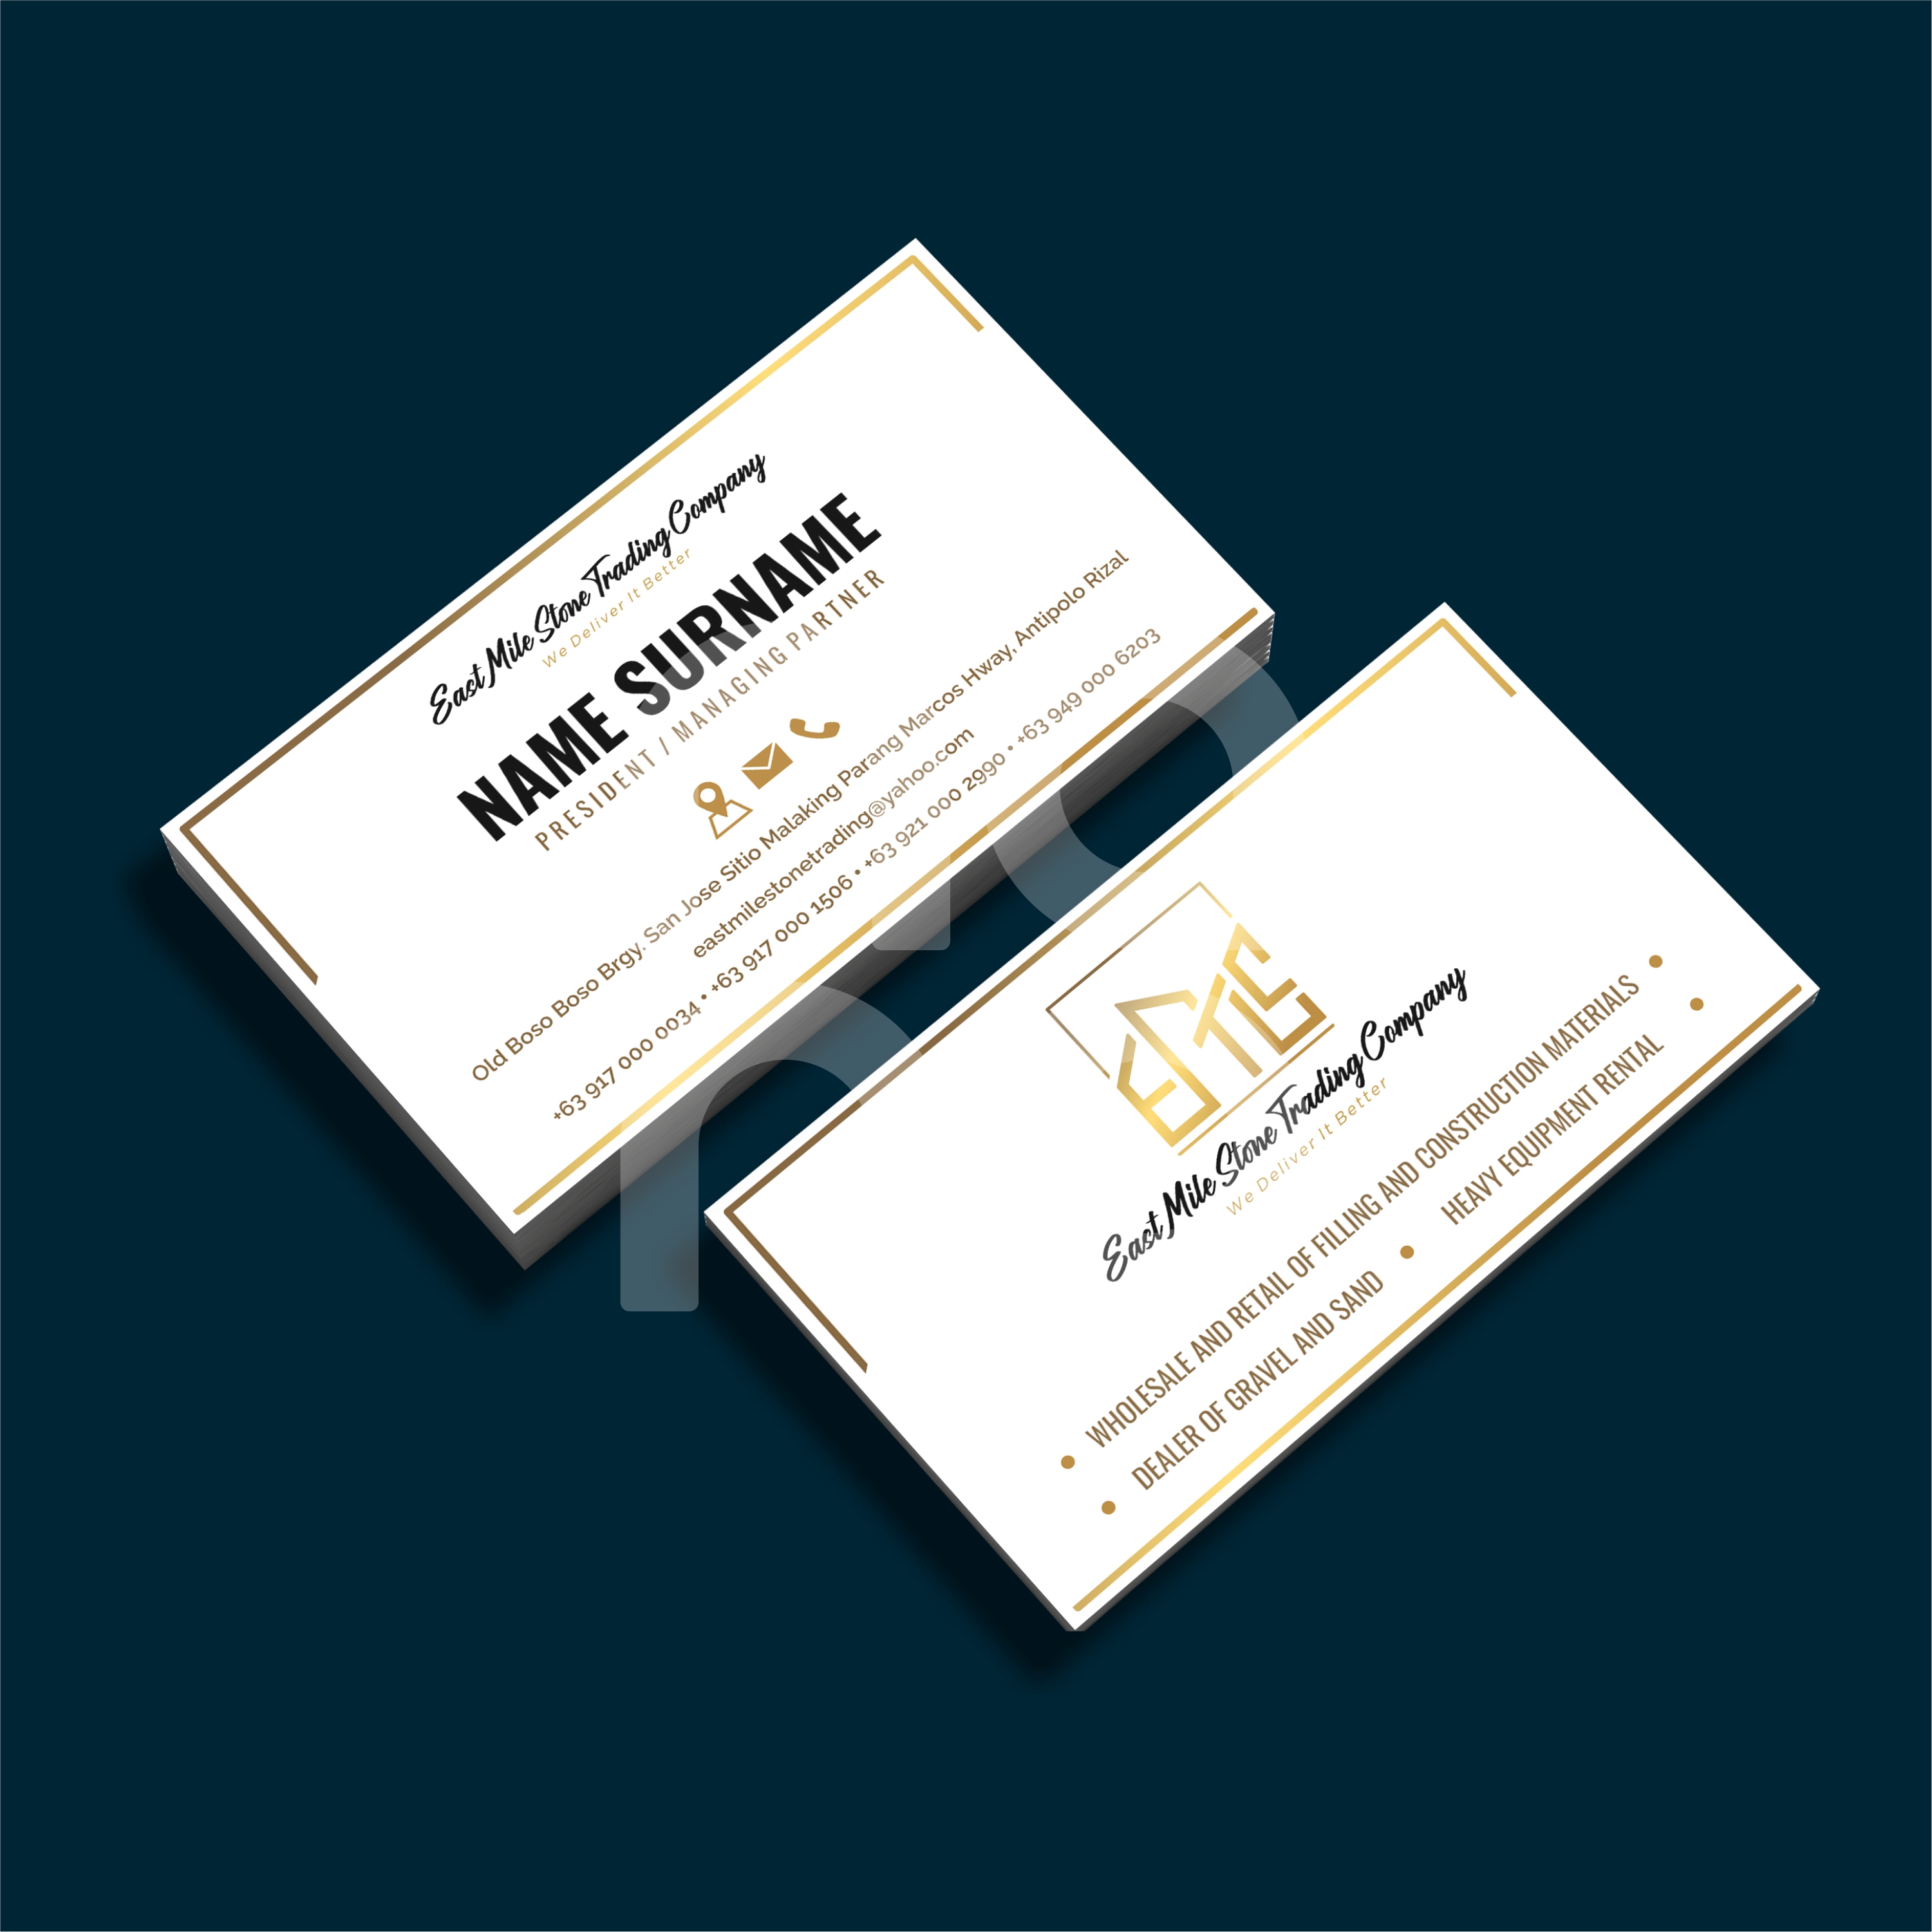 East Mile Stone Trading Company
We Deliver It Better
NAME SURNAME
PRESIDENT / MANAGING PARTNER
Old Boso Boso Brgy. San Jose Sitio Malaking Parang Marcos Hway, Antipolo Rizal
eastmilestonetrading@yahoo.com
+63 917 000 0034 • +63 917 000 1506 • +63 921 000 2990 • +63 949 000 6203
East Mile Stone Trading Company
We Deliver It Better
• WHOLESALE AND RETAIL OF FILLING AND CONSTRUCTION MATERIALS •
• DEALER OF GRAVEL AND SAND • HEAVY EQUIPMENT RENTAL •